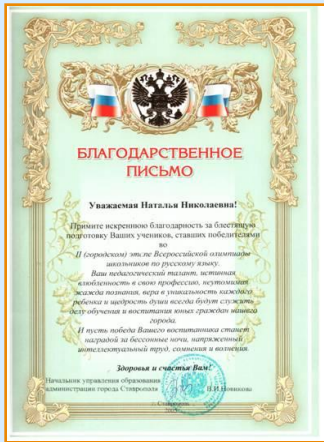 БЛАГОДАРСТВЕННОЕ
ПИСЬМО
Уважаемая Наталья Николаевна!
Примите искреннюю благодарность за блестящую
подготовку Ваших учеников, ставших победителями
во
II (городском) этапе Всероссийской олимпиады
школьников по русскому языку.
Ваш педагогический талант, истинная
влюбленность в свою профессию, неутомимая
жажда познания, вера в уникальность каждого
ребенка и щедрость души всегда будут служить
делу обучения и воспитания юных граждан нашего
города.
И пусть победа Вашего воспитанника станет
наградой за бессонные ночи, напряженный
интеллектуальный труд, сомнения и волнения.
Здоровья и счастья Вам!
Начальник управления образования
администрации города Ставрополя
Ставрополь